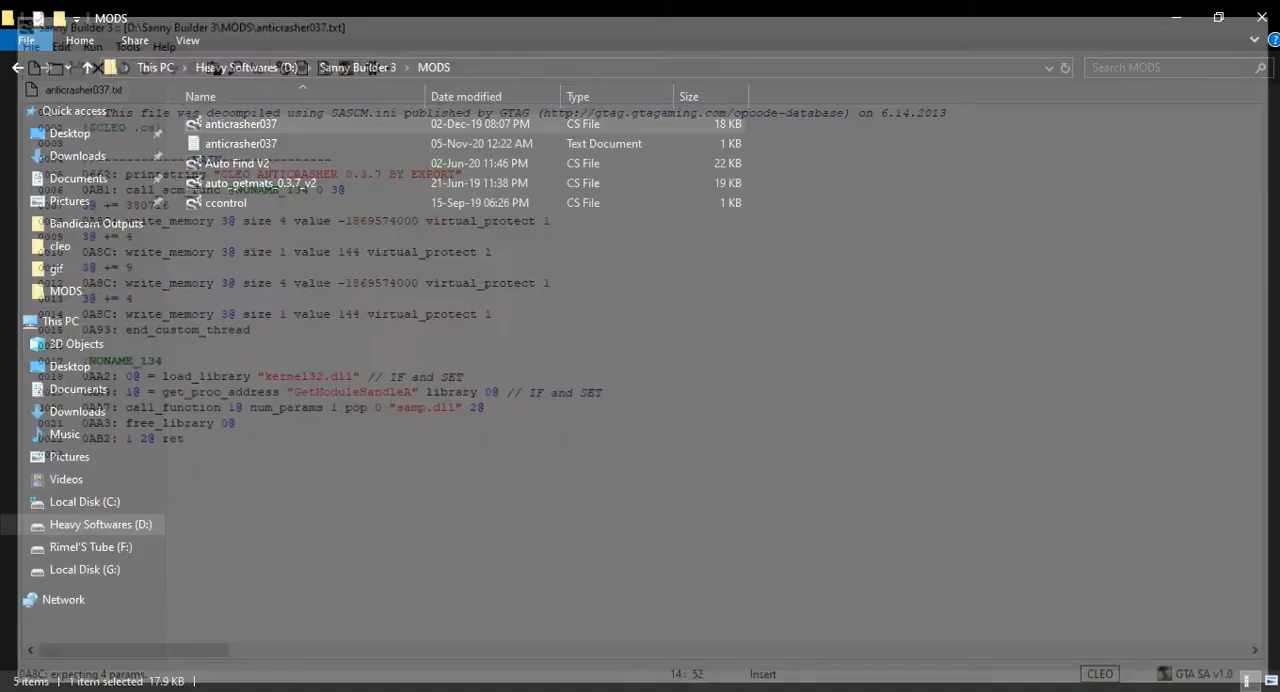 MODS
Sanny Builder 3 - [D:\Sanny Builder 3\MODS\anticrasher037.txt]
File Home Share View
File Edit Run Tools Help
This PC Heavy Softwares (D:) Sanny Builder 3 MODS
Search MODS
anticrasher037.txt
Name Date modified Type Size
This file was decompiled using SASCM.ini published by GTAG (http://gtag.gtagaming.com/opcode-database) on 6.14.2013
anticrasher037 02-Dec-19 08:07 PM CS File 18 KB
anticrasher037 05-Nov-20 12:22 AM Text Document 1 KB
Auto Find V2 02-Jun-20 11:46 PM CS File 22 KB
auto_getmats_0.3.7_v2 21-Jun-19 11:38 PM CS File 19 KB
ccontrol 15-Sep-19 06:26 PM CS File 1 KB
Quick access
Desktop
Downloads
Documents
Pictures
Bandicam Outputs
cleo
gif
MODS
This PC
3D Objects
Desktop
Documents
Downloads
Music
Pictures
Videos
Local Disk (C:)
Heavy Softwares (D:)
Rimel'S Tube (F:)
Local Disk (G:)
Network
0662: printstring "CLEO ANTICRASHER 0.3.7 BY EXPORT"
0AB1: call_scm_func @NONAME_134 0 3@
0A8C: write_memory 3@ size 4 value -1869574000 virtual_protect 1
3@ += 4
0A8C: write_memory 3@ size 1 value 144 virtual_protect 1
3@ += 9
0A8C: write_memory 3@ size 4 value -1869574000 virtual_protect 1
3@ += 4
0A8C: write_memory 3@ size 1 value 144 virtual_protect 1
0A93: end_custom_thread
:NONAME_134
0AA2: 0@ = load_library "kernel32.dll" // IF and SET
1@ = get_proc_address "GetModuleHandleA" library 0@ // IF and SET
0AA7: call_function 1@ num_params 1 pop 0 "samp.dll" 2@
0AA3: free_library 0@
0AB2: 1 2@ ret
0A8C: expecting 4 params
14: 52 Insert CLEO GTA SA v1.0
5 items 1 item selected 17.9 KB